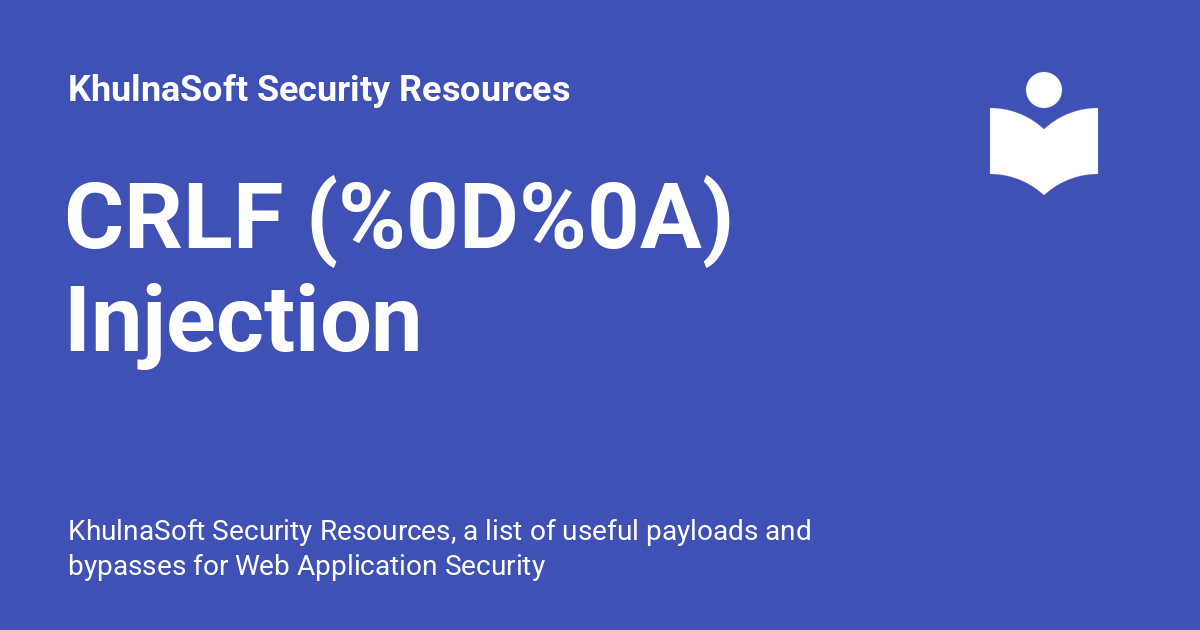 KhulnaSoft Security Resources
CRLF (%0D%0A)
Injection
KhulnaSoft Security Resources, a list of useful payloads and
bypasses for Web Application Security